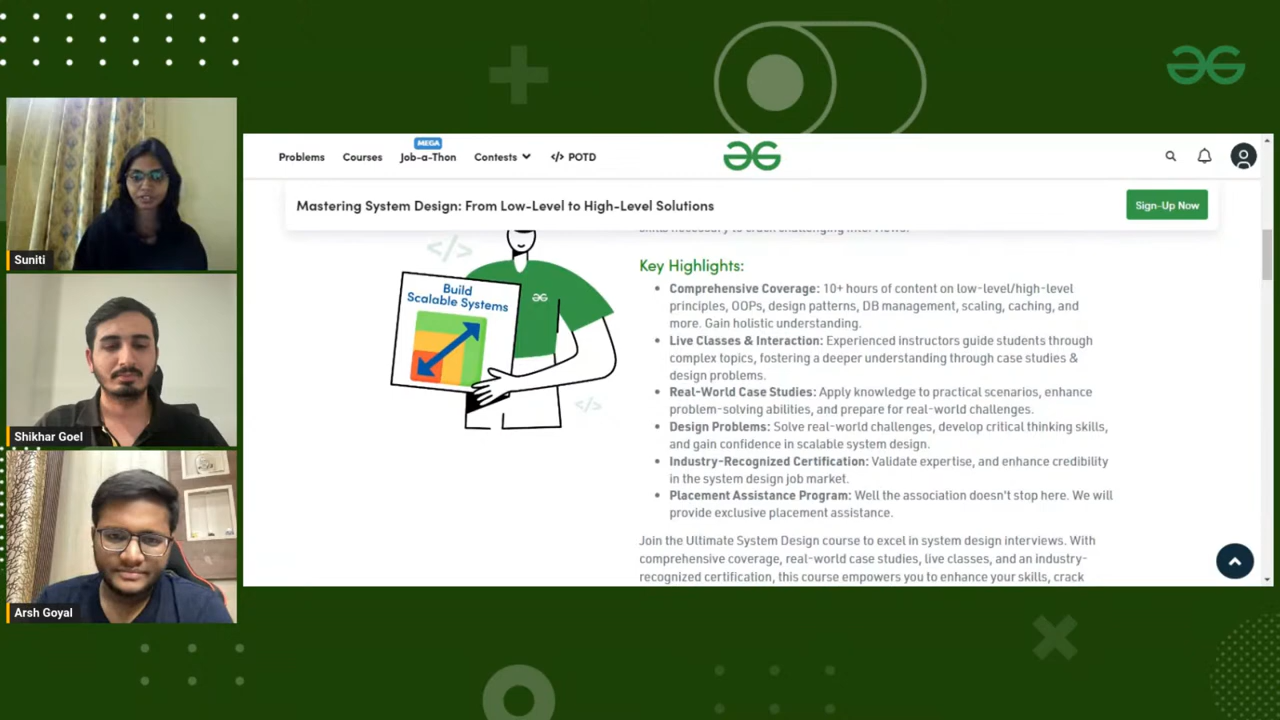 Suniti
Shikhar Goel
Arsh Goyal
MEGA
Problems Courses Job-a-Thon Contests </> POTD
Mastering System Design: From Low-Level to High-Level Solutions
Sign-Up Now
</>
Build
Scalable Systems
</>
skills necessary to crack challenging interviews.
Key Highlights:
• Comprehensive Coverage: 10+ hours of content on low-level/high-level
principles, OOPs, design patterns, DB management, scaling, caching, and
more. Gain holistic understanding.
• Live Classes & Interaction: Experienced instructors guide students through
complex topics, fostering a deeper understanding through case studies &
design problems.
• Real-World Case Studies: Apply knowledge to practical scenarios, enhance
problem-solving abilities, and prepare for real-world challenges.
• Design Problems: Solve real-world challenges, develop critical thinking skills,
and gain confidence in scalable system design.
• Industry-Recognized Certification: Validate expertise, and enhance credibility
in the system design job market.
• Placement Assistance Program: Well the association doesn't stop here. We will
provide exclusive placement assistance.
Join the Ultimate System Design course to excel in system design interviews. With
comprehensive coverage, real-world case studies, live classes, and an industry-
recognized certification, this course empowers you to enhance your skills, crack